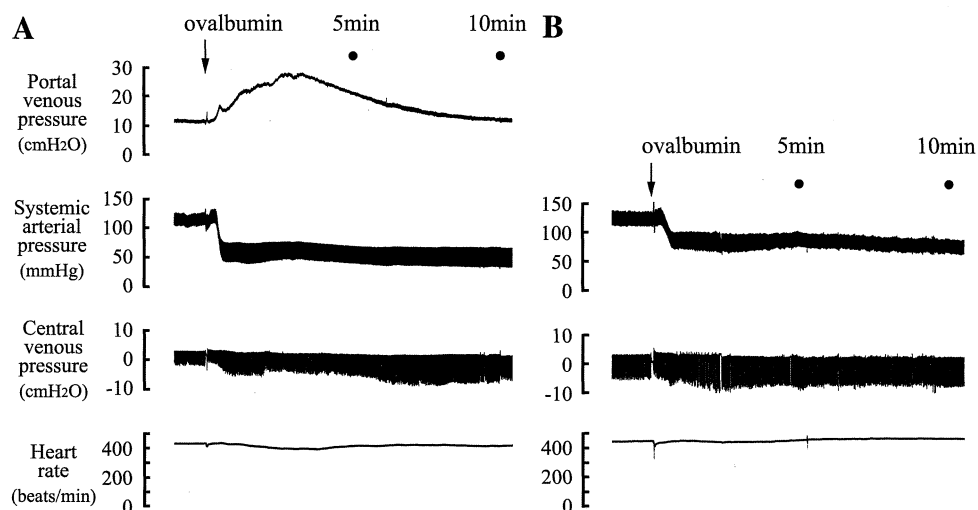 A
ovalbumin 5min 10min
Portal
venous
pressure
(cmH2O)
30
20
10
0
Systemic
arterial
pressure
(mmHg)
150
100
50
0
Central
venous
pressure
(cmH2O)
10
0
-10
Heart
rate
(beats/min)
400
200
0
B
ovalbumin 5min 10min
150
100
50
0
10
0
-10
400
200
0